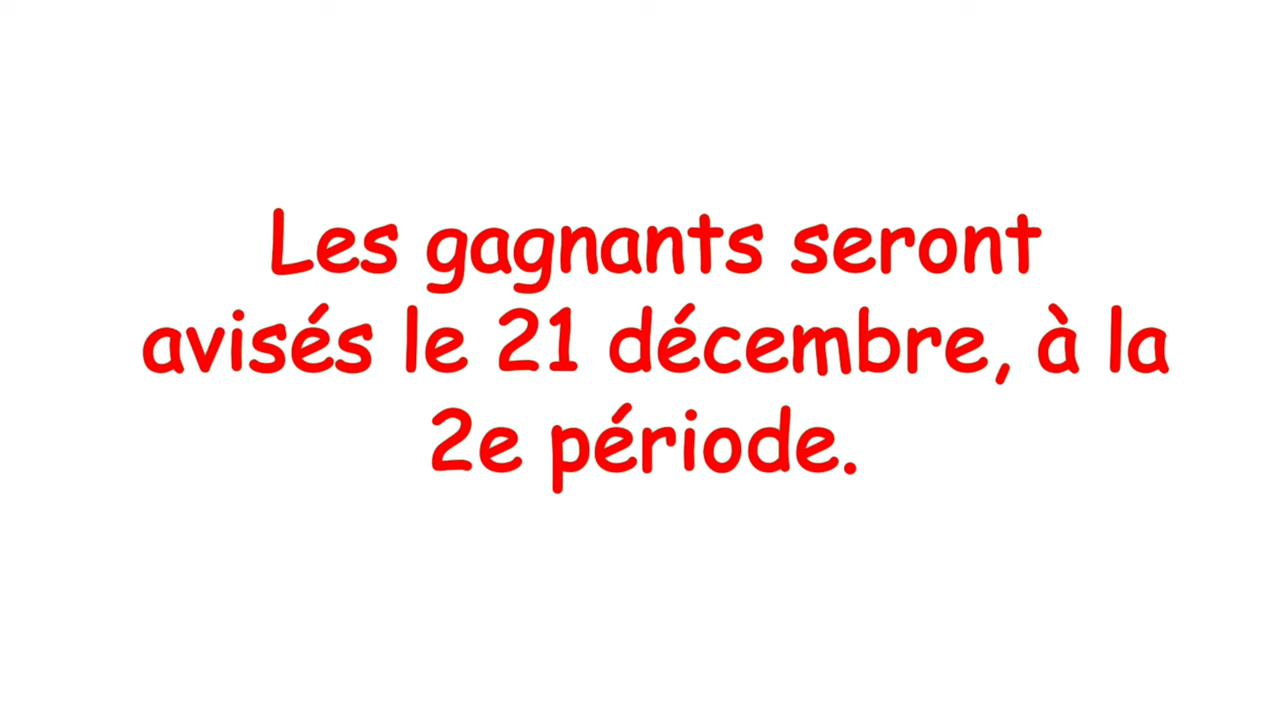 Les gagnants seront
avisés le 21 décembre, à la
2e période.